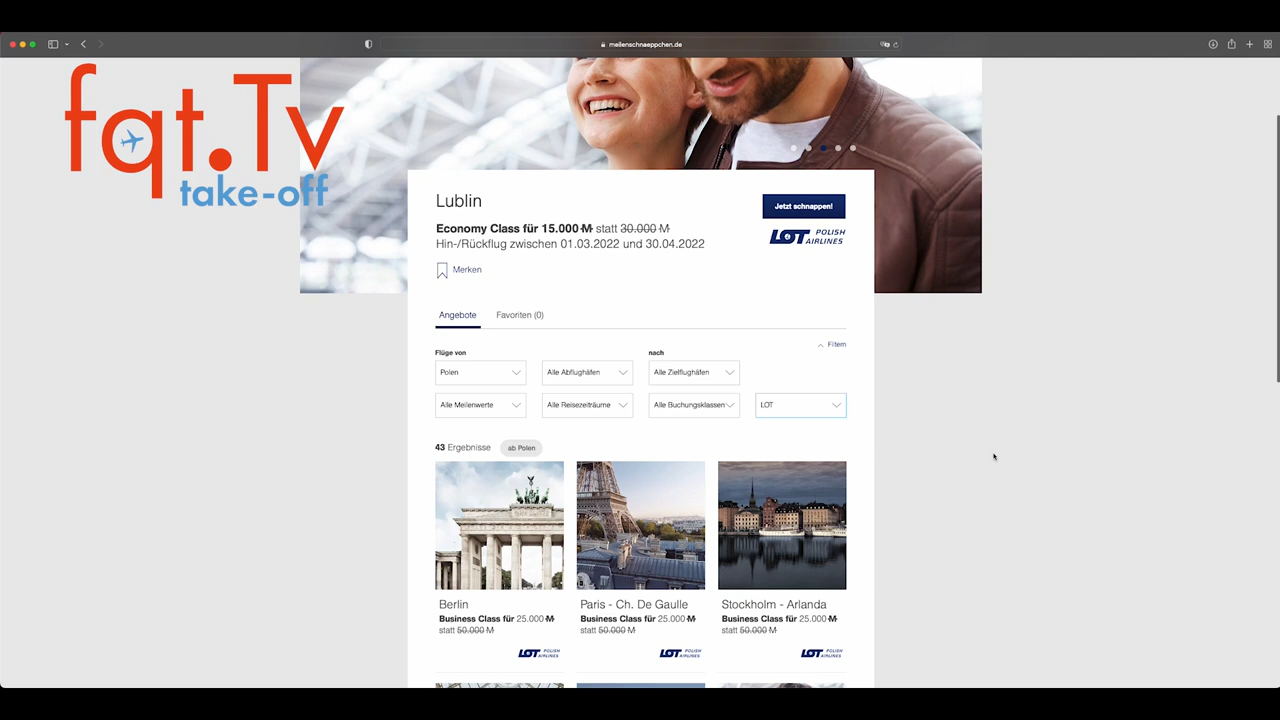 meilenschnaeppchen.de
fqt.Tv
take-off
Lublin
Jetzt schnappen!
Economy Class für 15.000 M statt 30.000 M
LOT POLISH AIRLINES
Hin-/Rückflug zwischen 01.03.2022 und 30.04.2022
Merken
Angebote Favoriten (0)
Filtern
Flüge von nach
Polen Alle Abflughäfen Alle Zielflughäfen
Alle Meilenwerte Alle Reisezeiträume Alle Buchungsklassen LOT
43 Ergebnisse ab Polen
Berlin Paris - Ch. De Gaulle Stockholm - Arlanda
Business Class für 25.000 M Business Class für 25.000 M Business Class für 25.000 M
statt 50.000 M statt 50.000 M statt 50.000 M
LOT POLISH AIRLINES LOT POLISH AIRLINES LOT POLISH AIRLINES